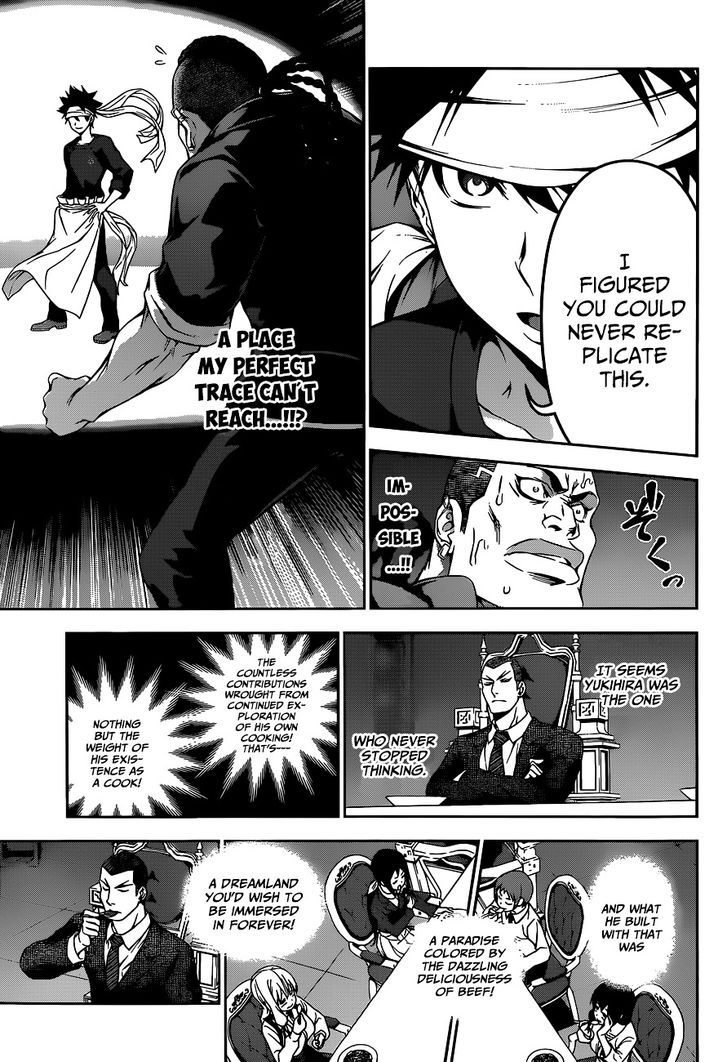 I
FIGURED
YOU COULD
NEVER RE-
PLICATE
THIS.
A PLACE
MY PERFECT
TRACE CAN'T
REACH...!!!?
IM-
POS-
SIBLE
...!!
ぞくっ
IT SEEMS
YUKIHIRA WAS
THE ONE
WHO NEVER
STOPPED
THINKING.
THE
COUNTLESS
CONTRIBUTIONS
WROUGHT FROM
CONTINUED EX-
PLORATION
OF HIS OWN
COOKING!
THAT'S---
NOTHING
BUT THE
WEIGHT OF
HIS EXIS-
TENCE AS
A COOK!
AND WHAT
HE BUILT
WITH THAT
WAS
A PARADISE
COLORED BY
THE DAZZLING
DELICIOUSNESS
OF BEEF!
A DREAMLAND
YOU'D WISH TO
BE IMMERSED
IN FOREVER!